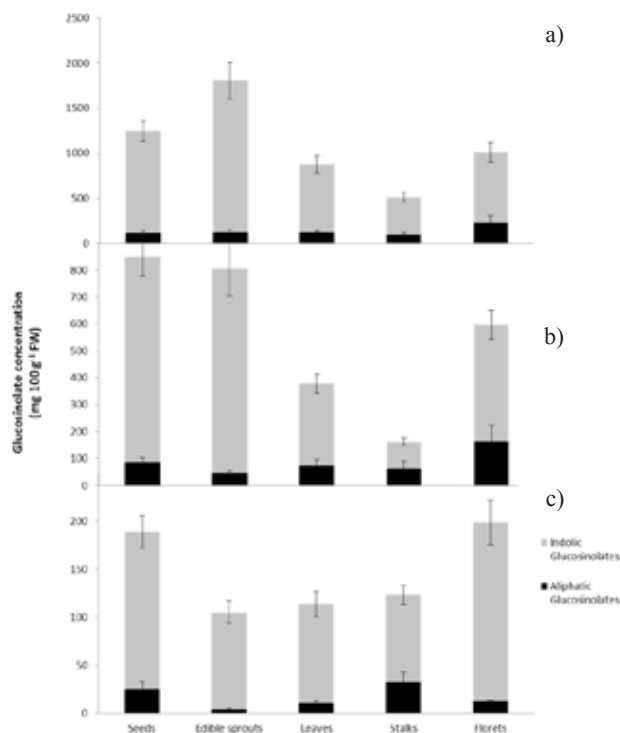 a)
2500
2000
1500
1000
500
0
b)
800
700
600
500
400
300
200
100
0
c)
200
150
100
50
0
Glucosinolate concentration
(mg 100g⁻¹ FW)
Indolic
Glucosinolates
Aliphatic
Glucosinolates
Seeds
Edible sprouts
Leaves
Stalks
Florets